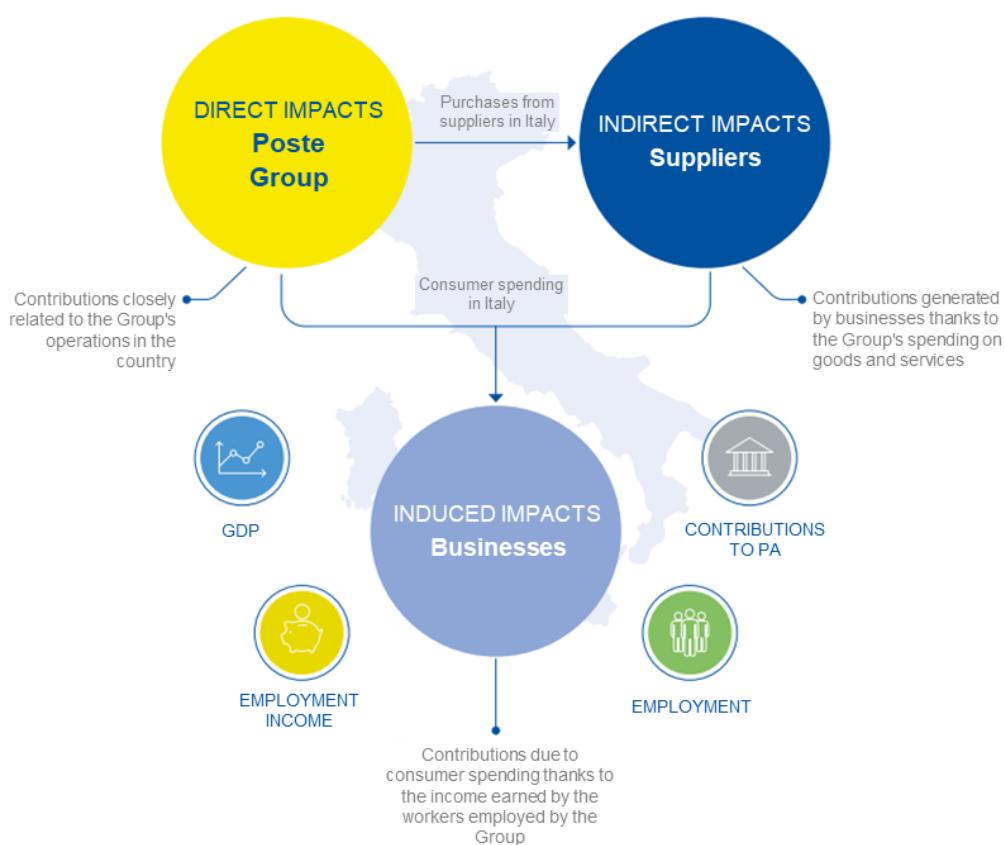 DIRECT IMPACTS
Poste
Group
Purchases from
suppliers in Italy
INDIRECT IMPACTS
Suppliers
Contributions closely
related to the Group's
operations in the
country
Consumer spending
in Italy
Contributions generated
by businesses thanks to
the Group's spending on
goods and services
GDP
INDUCED IMPACTS
Businesses
CONTRIBUTIONS
TO PA
EMPLOYMENT
INCOME
EMPLOYMENT
Contributions due to
consumer spending thanks to
the income earned by the
workers employed by the
Group